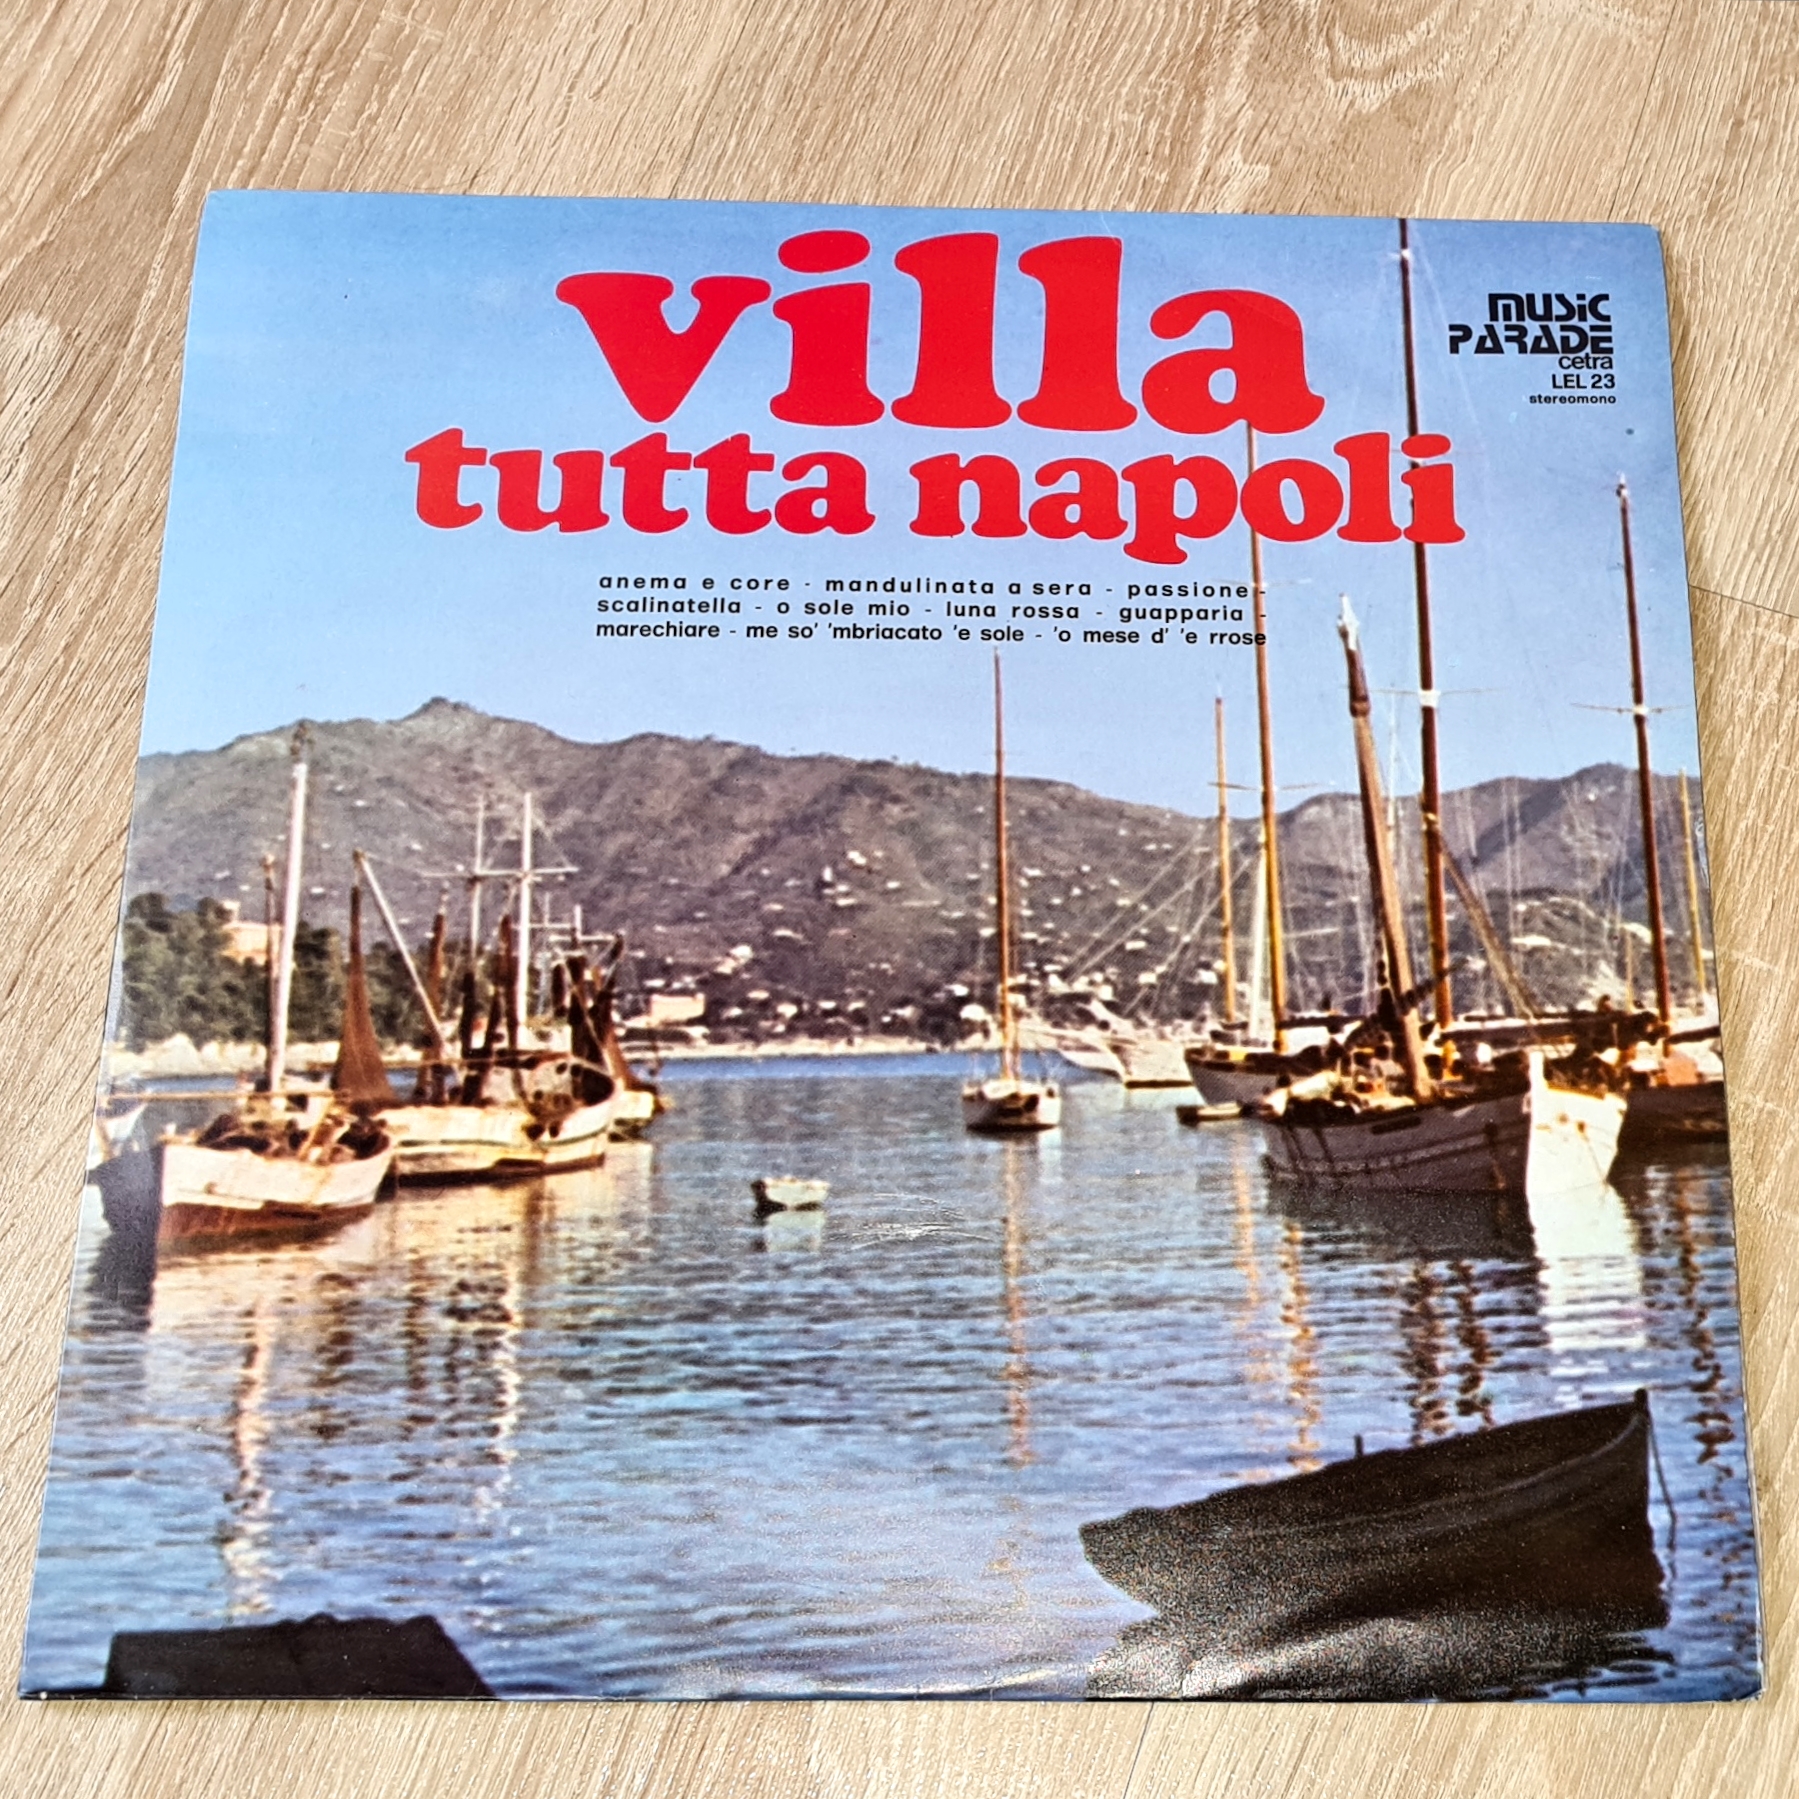 villa
tutta napoli
MUSIC
PARADE
cetra
LEL 23
stereomono
anema e core - mandulinata a sera - passione -
scalinatella - o sole mio - luna rossa - guapparia -
marechiare - me so' 'mbriacato 'e sole - 'o mese d' 'e rrose